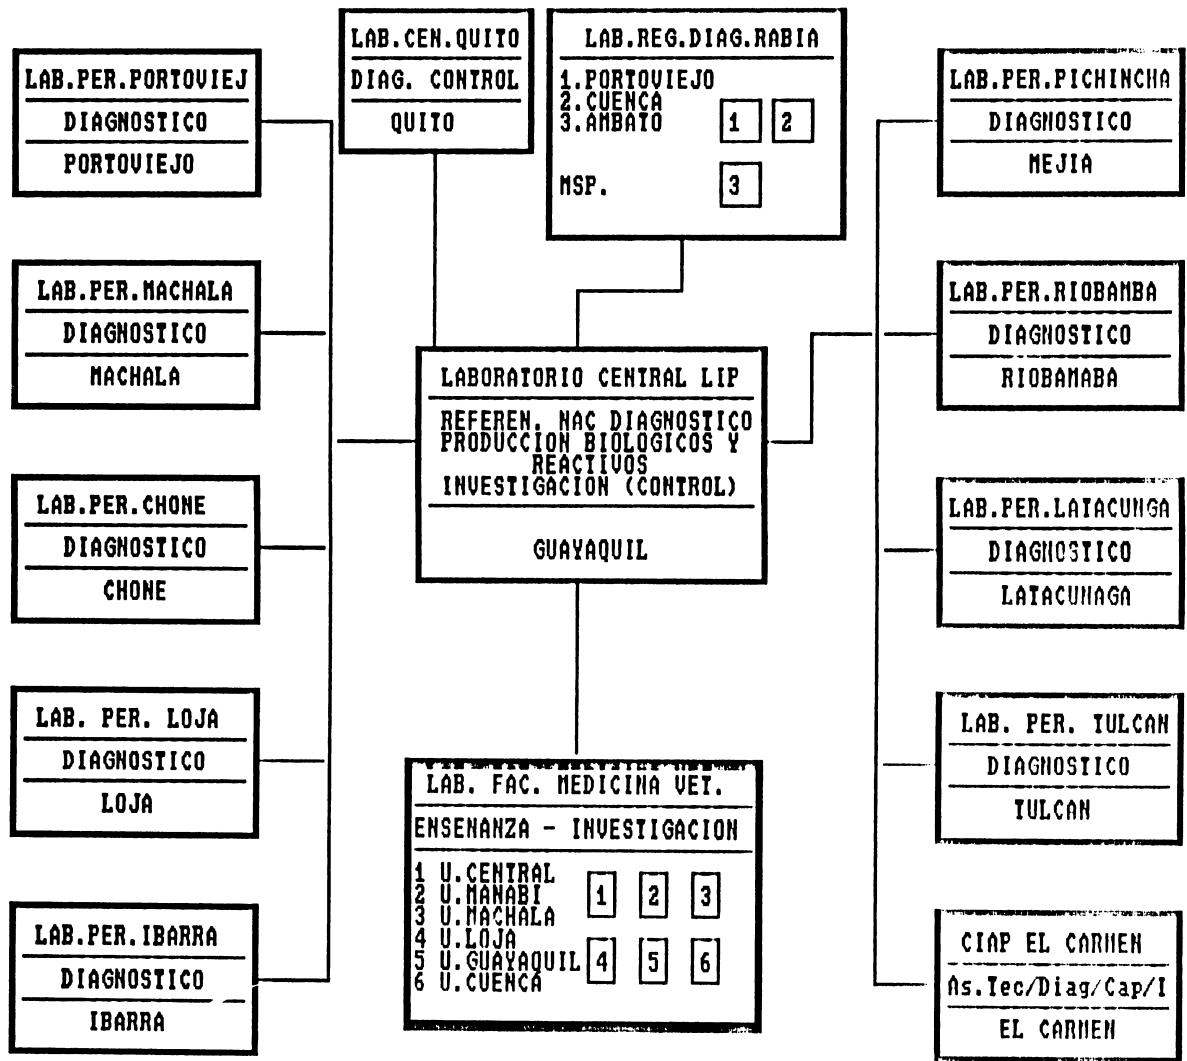 LAB.CEN.QUITO
DIAG. CONTROL
QUITO
LAB.REG.DIAG.RABIA
1.PORTOVIEJO
2.CUENCA
3.AMBATO
1 2
MSP.
3
LAB.PER.PORTOVIEJ
DIAGNOSTICO
PORTOVIEJO
LAB.PER.PICHINCHA
DIAGNOSTICO
MEJIA
LAB.PER.MACHALA
DIAGNOSTICO
MACHALA
LAB.PER.RIOBAMBA
DIAGNOSTICO
RIOBAMABA
LABORATORIO CENTRAL LIP
REFEREN. NAC DIAGNOSTICO
PRODUCCION BIOLOGICOS Y
REACTIVOS
INVESTIGACION (CONTROL)
GUAYAQUIL
LAB.PER.CHONE
DIAGNOSTICO
CHONE
LAB.PER.LATACUNGA
DIAGNOSTICO
LATACUNAGA
LAB. PER. LOJA
DIAGNOSTICO
LOJA
LAB. PER. TULCAN
DIAGNOSTICO
TULCAN
LAB. FAC. MEDICINA VET.
ENSENANZA - INVESTIGACION
1 U.CENTRAL
2 U.MANABI
3 U.MACHALA
4 U.LOJA
5 U.GUAYAQUIL
6 U.CUENCA
1 2 3
4 5 6
LAB.PER.IBARRA
DIAGNOSTICO
IBARRA
CIAP EL CARMEN
As.Tec/Diag/Cap/I
EL CARMEN